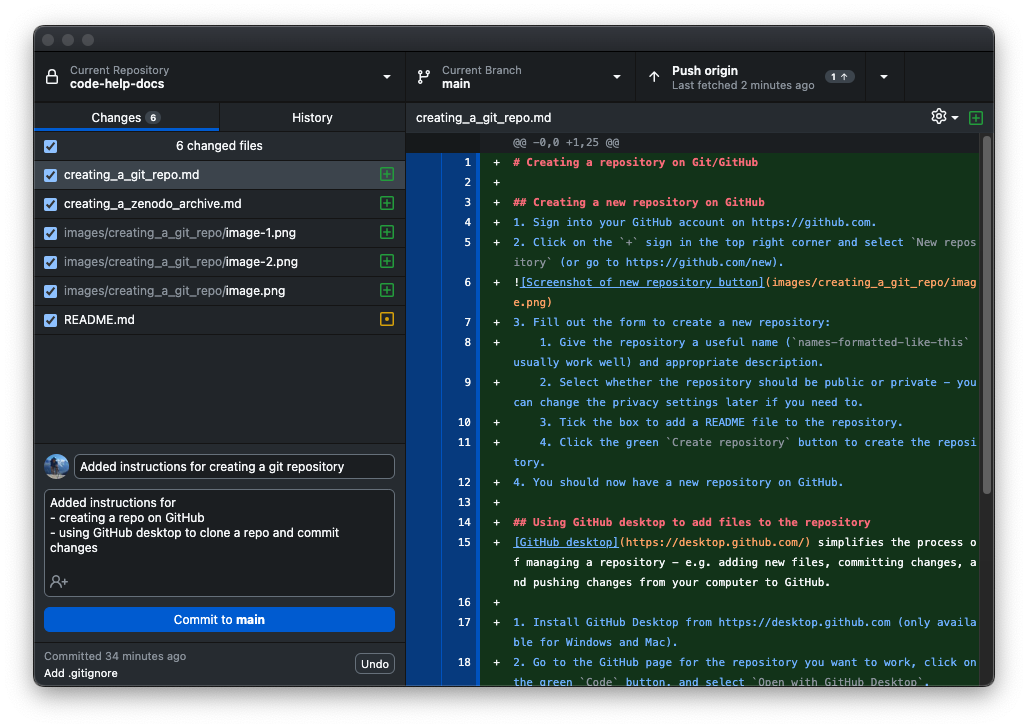 Current Repository
code-help-docs
Current Branch
main
Push origin
Last fetched 2 minutes ago
1 ↑
Changes 6
History
6 changed files
creating_a_git_repo.md
creating_a_zenodo_archive.md
images/creating_a_git_repo/image-1.png
images/creating_a_git_repo/image-2.png
images/creating_a_git_repo/image.png
README.md
Added instructions for creating a git repository
Added instructions for
- creating a repo on GitHub
- using GitHub desktop to clone a repo and commit
changes
Commit to main
Committed 34 minutes ago
Add .gitignore
Undo
creating_a_git_repo.md
@@ -0,0 +1,25 @@
1 + # Creating a repository on Git/GitHub
2 +
3 + ## Creating a new repository on GitHub
4 + 1. Sign into your GitHub account on https://github.com.
5 + 2. Click on the `+` sign in the top right corner and select `New repos
itory` (or go to https://github.com/new).
6 + ![Screenshot of new repository button](images/creating_a_git_repo/imag
e.png)
7 + 3. Fill out the form to create a new repository:
8 + 1. Give the repository a useful name (`names-formatted-like-this`
usually work well) and appropriate description.
9 + 2. Select whether the repository should be public or private – you
can change the privacy settings later if you need to.
10 + 3. Tick the box to add a README file to the repository.
11 + 4. Click the green `Create repository` button to create the reposi
tory.
12 + 4. You should now have a new repository on GitHub.
13 +
14 + ## Using GitHub desktop to add files to the repository
15 + [GitHub desktop](https://desktop.github.com/) simplifies the process o
f managing a repository – e.g. adding new files, committing changes, a
nd pushing changes from your computer to GitHub.
16 +
17 + 1. Install GitHub Desktop from https://desktop.github.com (only availa
ble for Windows and Mac).
18 + 2. Go to the GitHub page for the repository you want to work, click on
the green `Code` button, and select `Open with GitHub Desktop`.